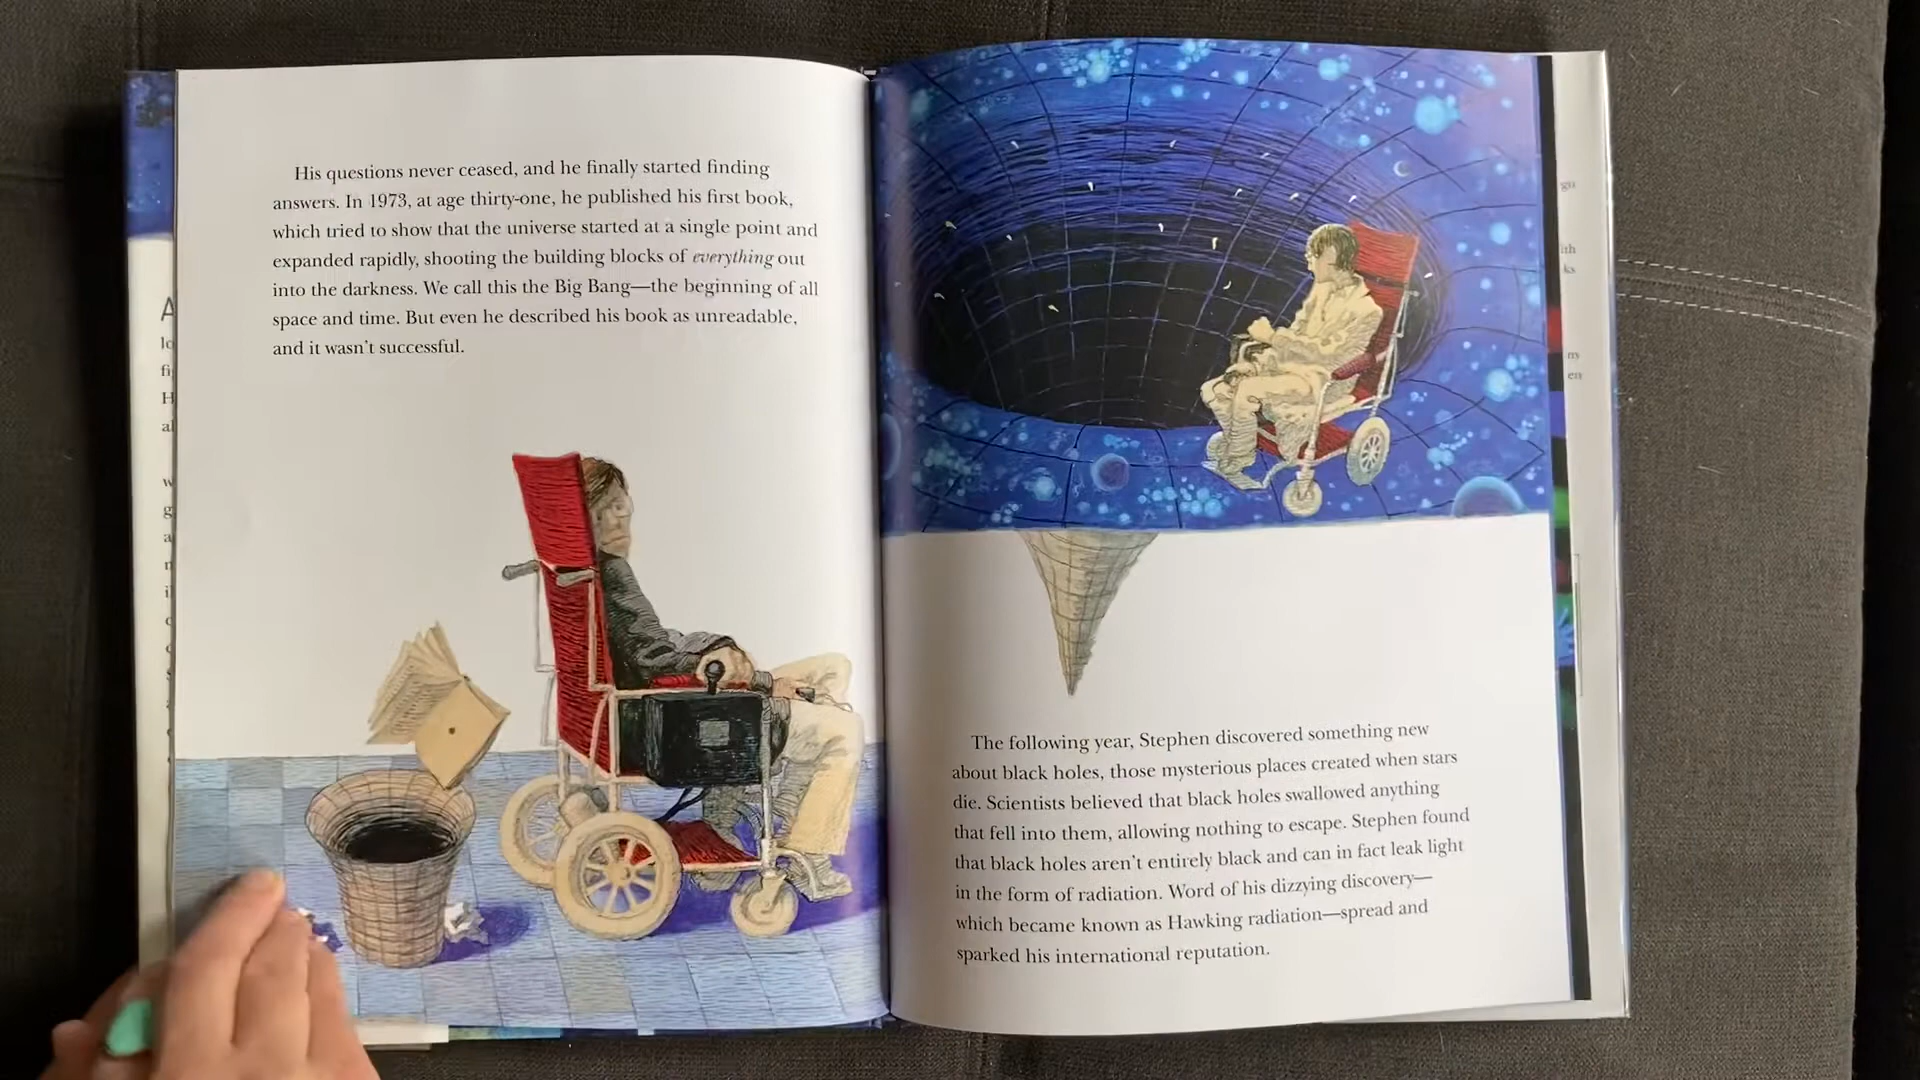 His questions never ceased, and he finally started finding
answers. In 1973, at age thirty-one, he published his first book,
which tried to show that the universe started at a single point and
expanded rapidly, shooting the building blocks of everything out
into the darkness. We call this the Big Bang—the beginning of all
space and time. But even he described his book as unreadable,
and it wasn't successful.
The following year, Stephen discovered something new
about black holes, those mysterious places created when stars
die. Scientists believed that black holes swallowed anything
that fell into them, allowing nothing to escape. Stephen found
that black holes aren't entirely black and can in fact leak light
in the form of radiation. Word of his dizzying discovery—
which became known as Hawking radiation—spread and
sparked his international reputation.